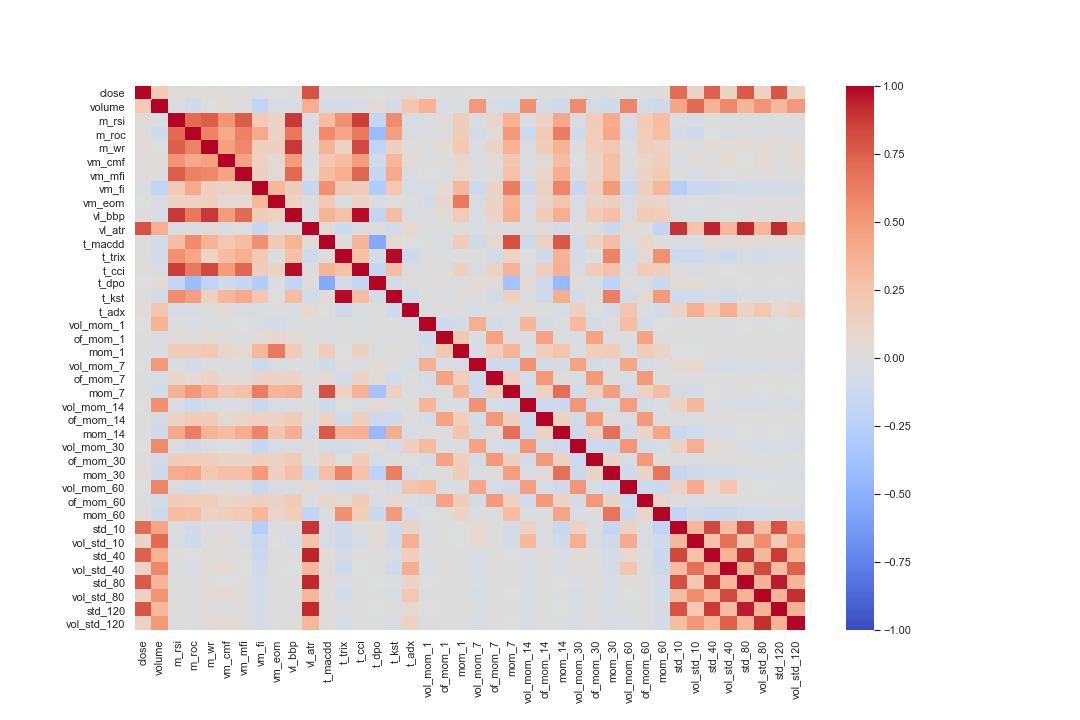 close
volume
m_rsi
m_roc
m_wr
vm_cmf
vm_mfi
vm_fi
vm_eom
vl_bbp
vl_atr
t_macdd
t_trix
t_cci
t_dpo
t_kst
t_adx
vol_mom_1
of_mom_1
mom_1
vol_mom_7
of_mom_7
mom_7
vol_mom_14
of_mom_14
mom_14
vol_mom_30
of_mom_30
mom_30
vol_mom_60
of_mom_60
mom_60
std_10
vol_std_10
std_40
vol_std_40
std_80
vol_std_80
std_120
vol_std_120
close
volume
m_rsi
m_roc
m_wr
vm_cmf
vm_mfi
vm_fi
vm_eom
vl_bbp
vl_atr
t_macdd
t_trix
t_cci
t_dpo
t_kst
t_adx
vol_mom_1
of_mom_1
mom_1
vol_mom_7
of_mom_7
mom_7
vol_mom_14
of_mom_14
mom_14
vol_mom_30
of_mom_30
mom_30
vol_mom_60
of_mom_60
mom_60
std_10
vol_std_10
std_40
vol_std_40
std_80
vol_std_80
std_120
vol_std_120
1.00
0.75
0.50
0.25
0.00
−0.25
−0.50
−0.75
−1.00